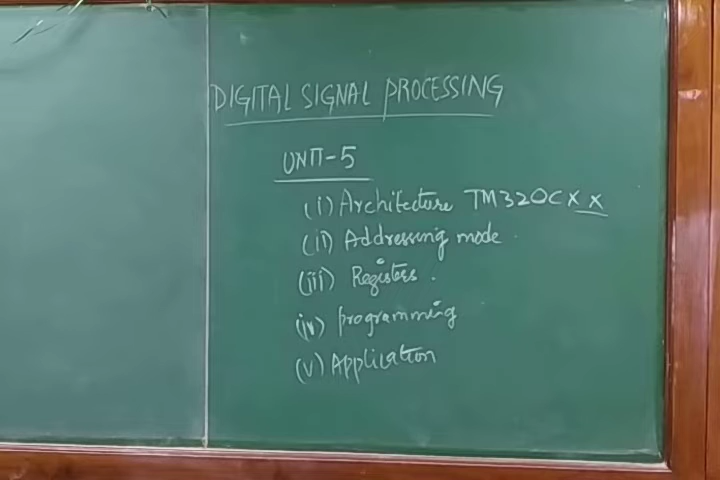 DIGITAL SIGNAL PROCESSING
UNIT-5
(i) Architecture TM320CXX
(ii) Addressing mode
(iii) Registers.
(iv) programming
(v) Application